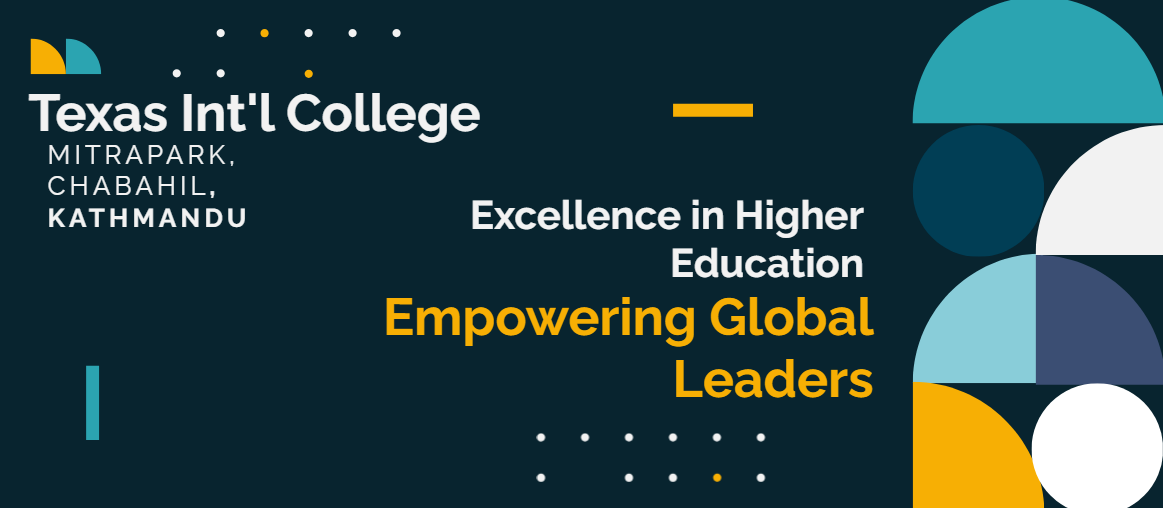 Texas Int'l College
MITRAPARK,
CHABAHIL,
KATHMANDU
Excellence in Higher
Education
Empowering Global
Leaders